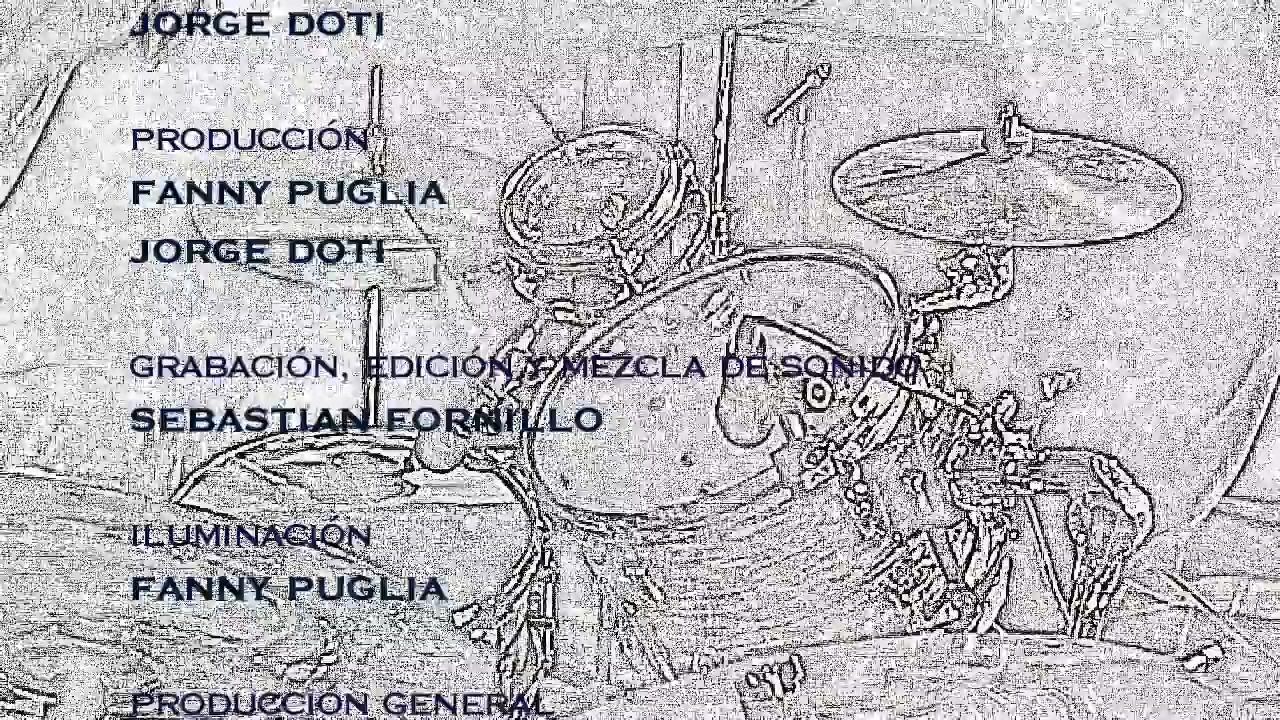 JORGE DOTI
PRODUCCIÓN
FANNY PUGLIA
JORGE DOTI
GRABACIÓN, EDICIÓN Y MEZCLA DE SONIDO
SEBASTIAN FORNILLO
ILUMINACIÓN
FANNY PUGLIA
PRODUCCIÓN GENERAL